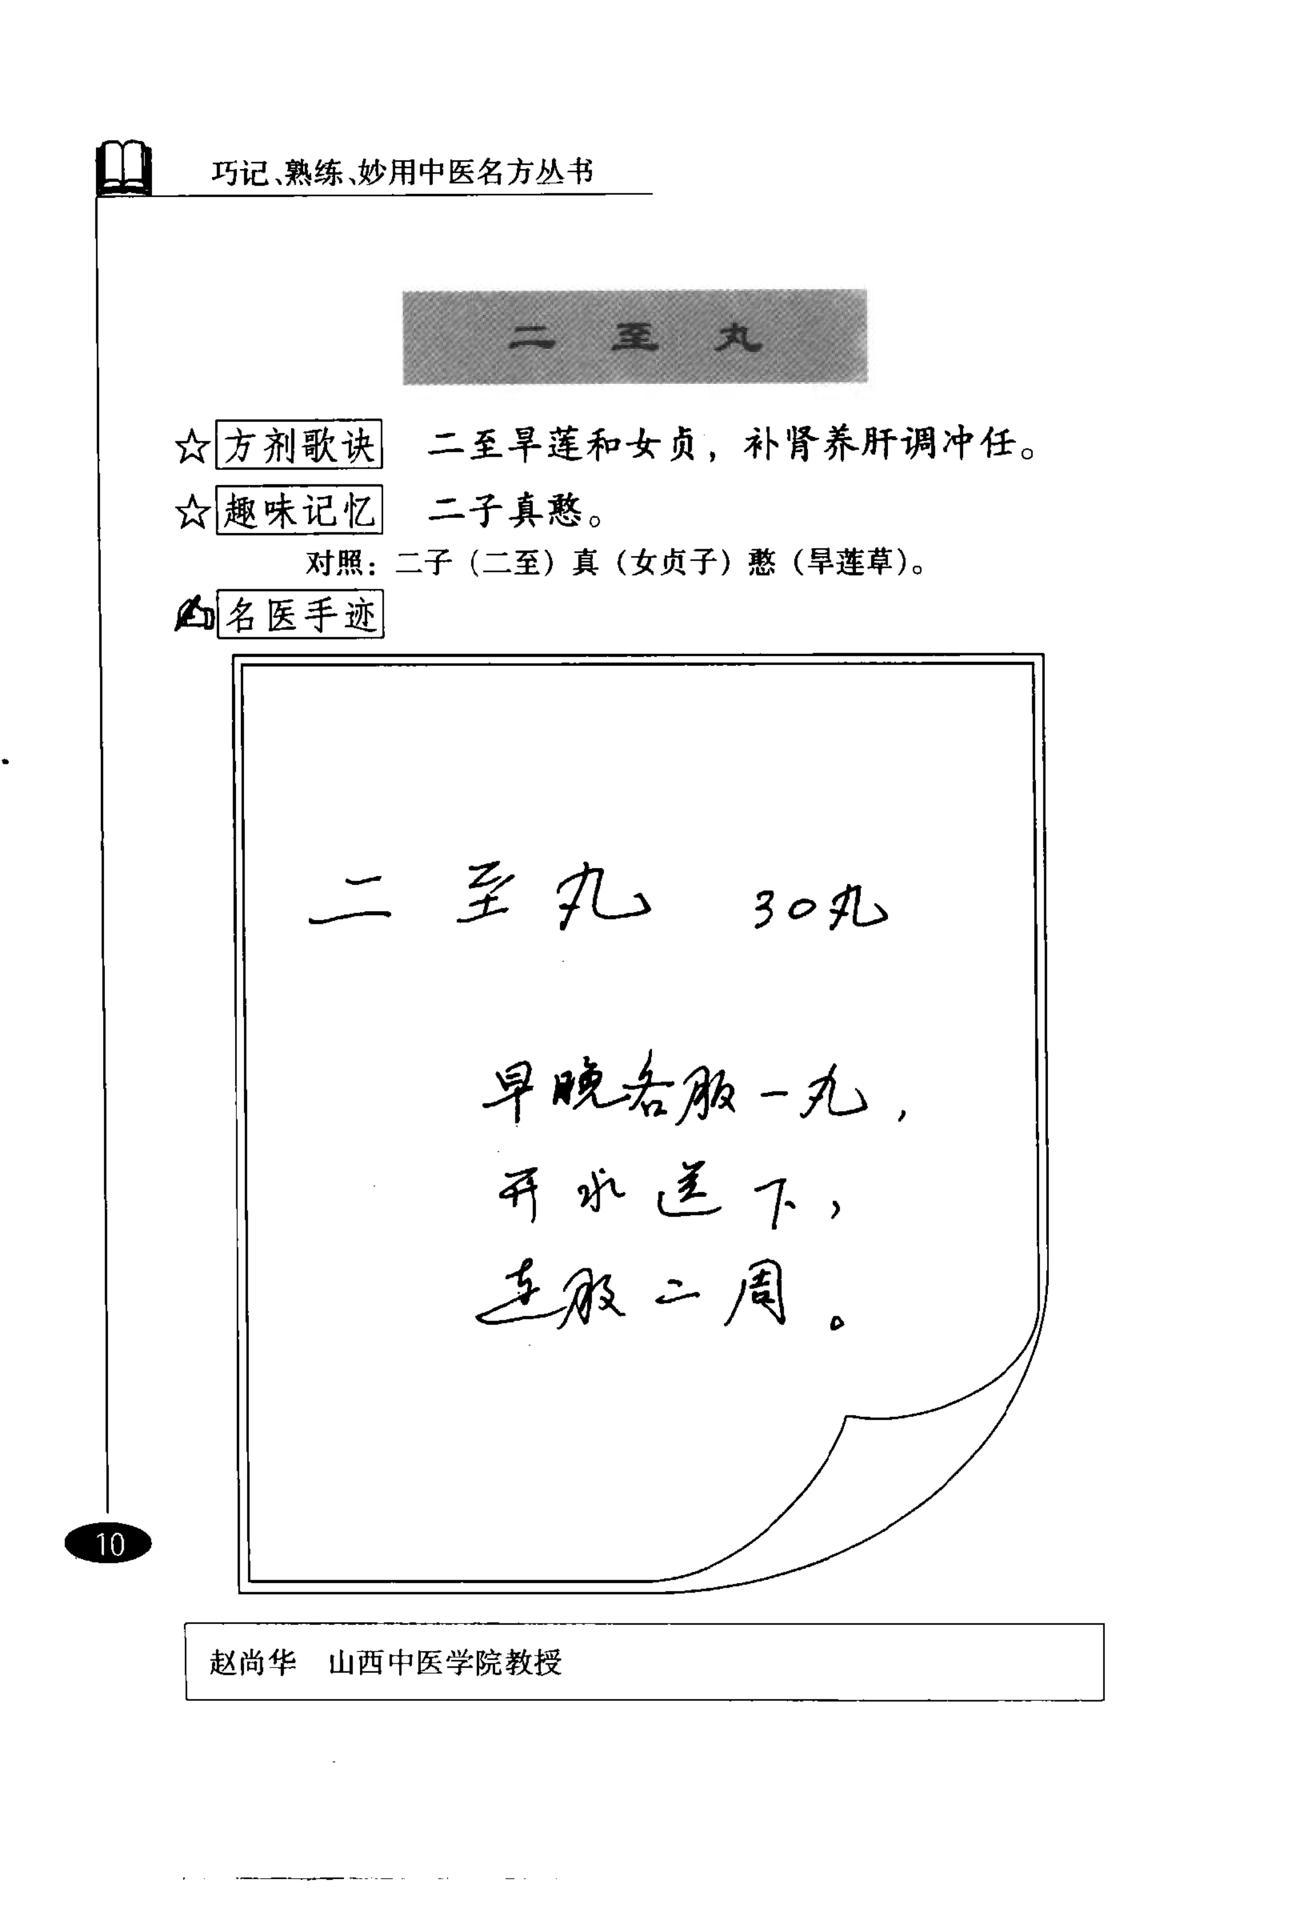 巧记、熟练、妙用中医名方丛书
二至丸
☆方剂歌诀 二至旱莲和女贞，补肾养肝调冲任。
☆趣味记忆 二子真憨。
对照：二子（二至）真（女贞子）憨（旱莲草）。
名医手迹
二至丸 30丸
早晚各服一丸，
开水送下，
连服二周。
10
赵尚华 山西中医学院教授